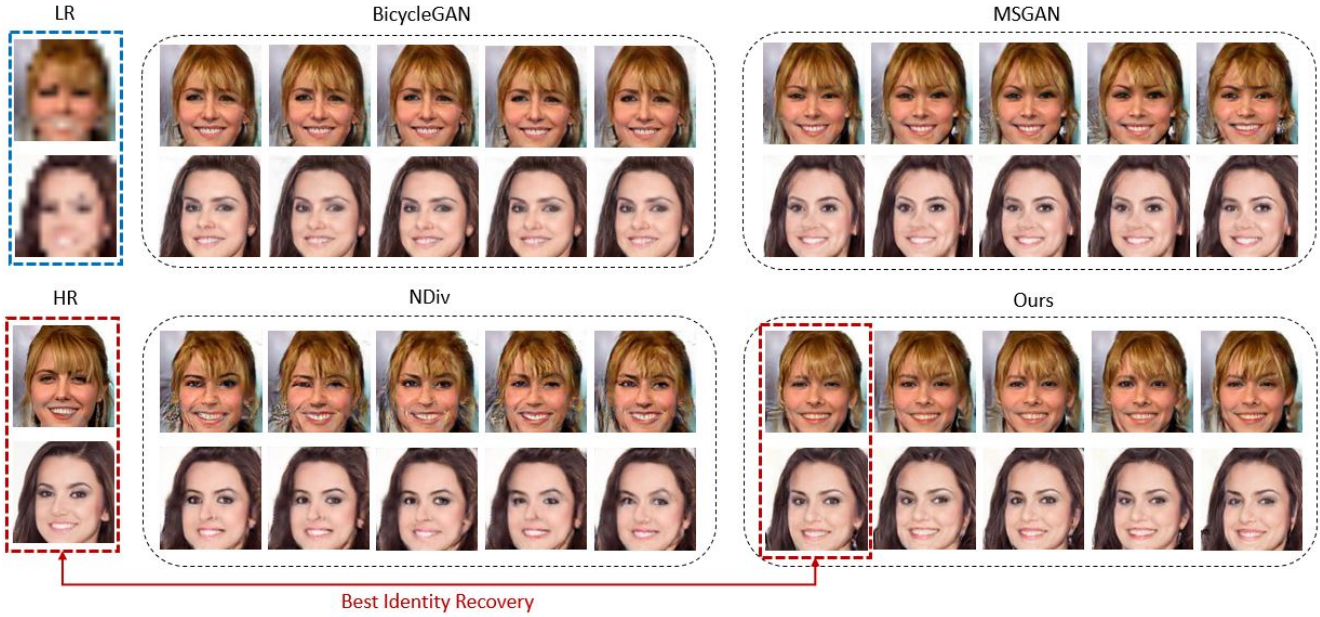 LR
BicycleGAN
MSGAN
HR
NDiv
Ours
Best Identity Recovery